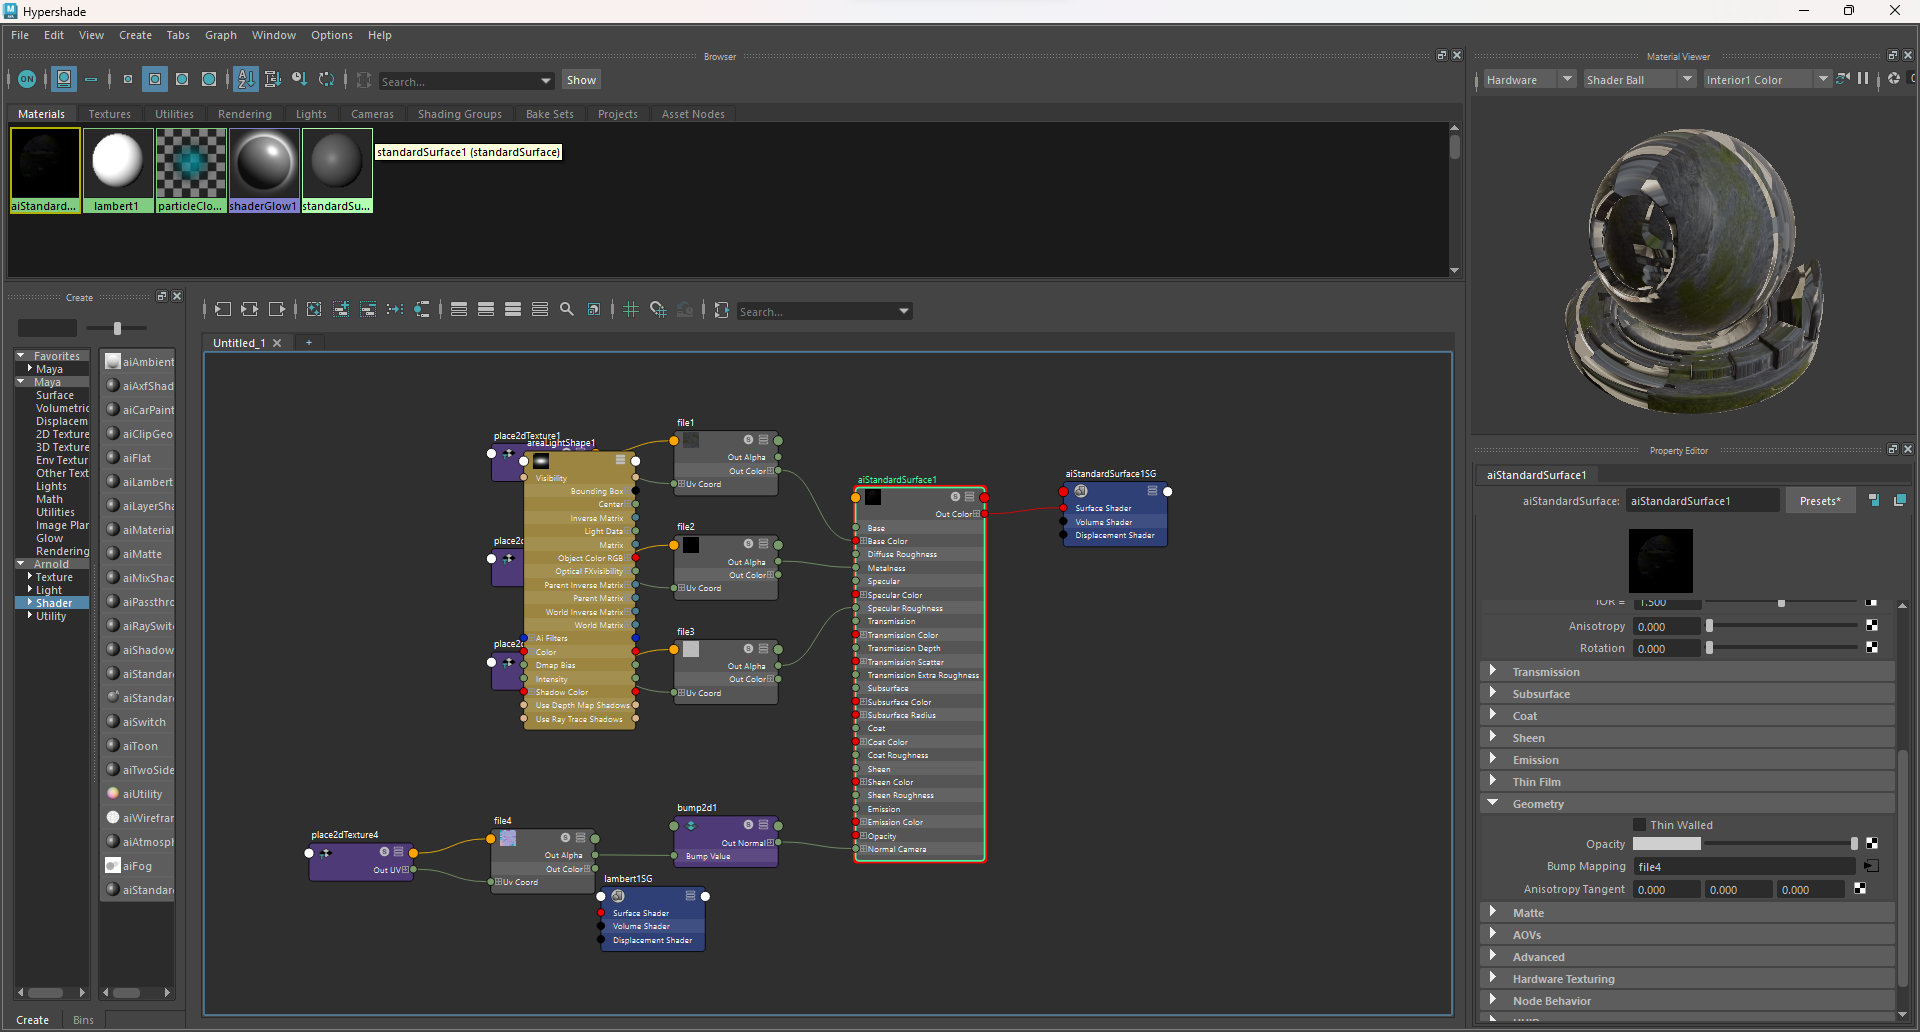 Hypershade
File Edit View Create Tabs Graph Window Options Help
Browser
ON
Search...
Show
Materials Textures Utilities Rendering Lights Cameras Shading Groups Bake Sets Projects Asset Nodes
standardSurface1 (standardSurface)
aiStandard... lambert1 particleClo... shaderGlow1 standardSu...
Create
Favorites
Maya
Maya
Surface
Volumetric
Displacem
2D Texture
3D Texture
Env Textur
Other Text
Lights
Math
Utilities
Image Plan
Glow
Rendering
Arnold
Texture
Light
Shader
Utility
aiAmbient
aiAxfShad
aiCarPaint
aiClipGeo
aiFlat
aiLambert
aiLayerSha
aiMaterial
aiMatte
aiMixShac
aiPassthro
aiRaySwit
aiShadow
aiStandard
aiStandard
aiSwitch
aiToon
aiTwoSide
aiUtility
aiWirefran
aiAtmosph
aiFog
aiStandard
Create Bins
Search...
Untitled_1
+
place2dTexture1
areaLightShape1
Visibility
Bounding Box
Center
Inverse Matrix
Light Data
Matrix
Object Color RGB
Optical FXvisibility
Parent Inverse Matrix
Parent Matrix
World Inverse Matrix
World Matrix
Ai Filters
Color
Dmap Bias
Intensity
Shadow Color
Use Depth Map Shadows
Use Ray Trace Shadows
file1
Out Alpha
Out Color
Uv Coord
file2
Out Alpha
Out Color
Uv Coord
file3
Out Alpha
Out Color
Uv Coord
aiStandardSurface1
Out Color
Base
Base Color
Diffuse Roughness
Metalness
Specular
Specular Color
Specular Roughness
Transmission
Transmission Color
Transmission Depth
Transmission Scatter
Transmission Extra Roughness
Subsurface
Subsurface Color
Subsurface Radius
Coat
Coat Color
Coat Roughness
Sheen
Sheen Color
Sheen Roughness
Emission
Emission Color
Opacity
Normal Camera
aiStandardSurface1SG
Surface Shader
Volume Shader
Displacement Shader
place2dTexture4
Out UV
file4
Out Alpha
Out Color
Uv Coord
bump2d1
Out Normal
Bump Value
lambert1SG
Surface Shader
Volume Shader
Displacement Shader
Material Viewer
Hardware Shader Ball Interior1 Color
Property Editor
aiStandardSurface1
aiStandardSurface: aiStandardSurface1 Presets*
IOR = 1.500
Anisotropy 0.000
Rotation 0.000
Transmission
Subsurface
Coat
Sheen
Emission
Thin Film
Geometry
Thin Walled
Opacity
Bump Mapping file4
Anisotropy Tangent 0.000 0.000 0.000
Matte
AOVs
Advanced
Hardware Texturing
Node Behavior